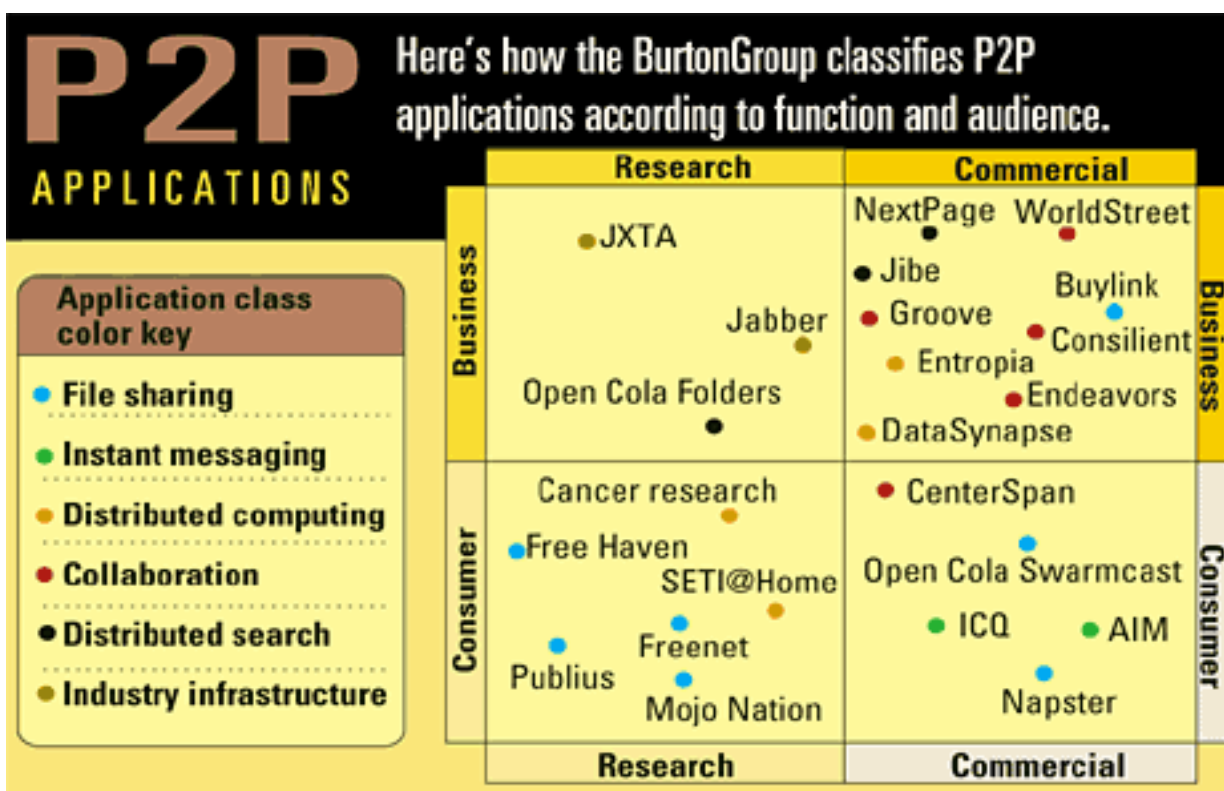 P2P
APPLICATIONS
Here's how the BurtonGroup classifies P2P
applications according to function and audience.
Application class
color key
File sharing
Instant messaging
Distributed computing
Collaboration
Distributed search
Industry infrastructure
Research
Commercial
Business
JXTA
Jabber
Open Cola Folders
NextPage
WorldStreet
Jibe
Buylink
Groove
Consilient
Entropia
Endeavors
DataSynapse
Business
Consumer
Cancer research
Free Haven
SETI@Home
Freenet
Publius
Mojo Nation
CenterSpan
Open Cola Swarmcast
ICQ
AIM
Napster
Consumer
Research
Commercial